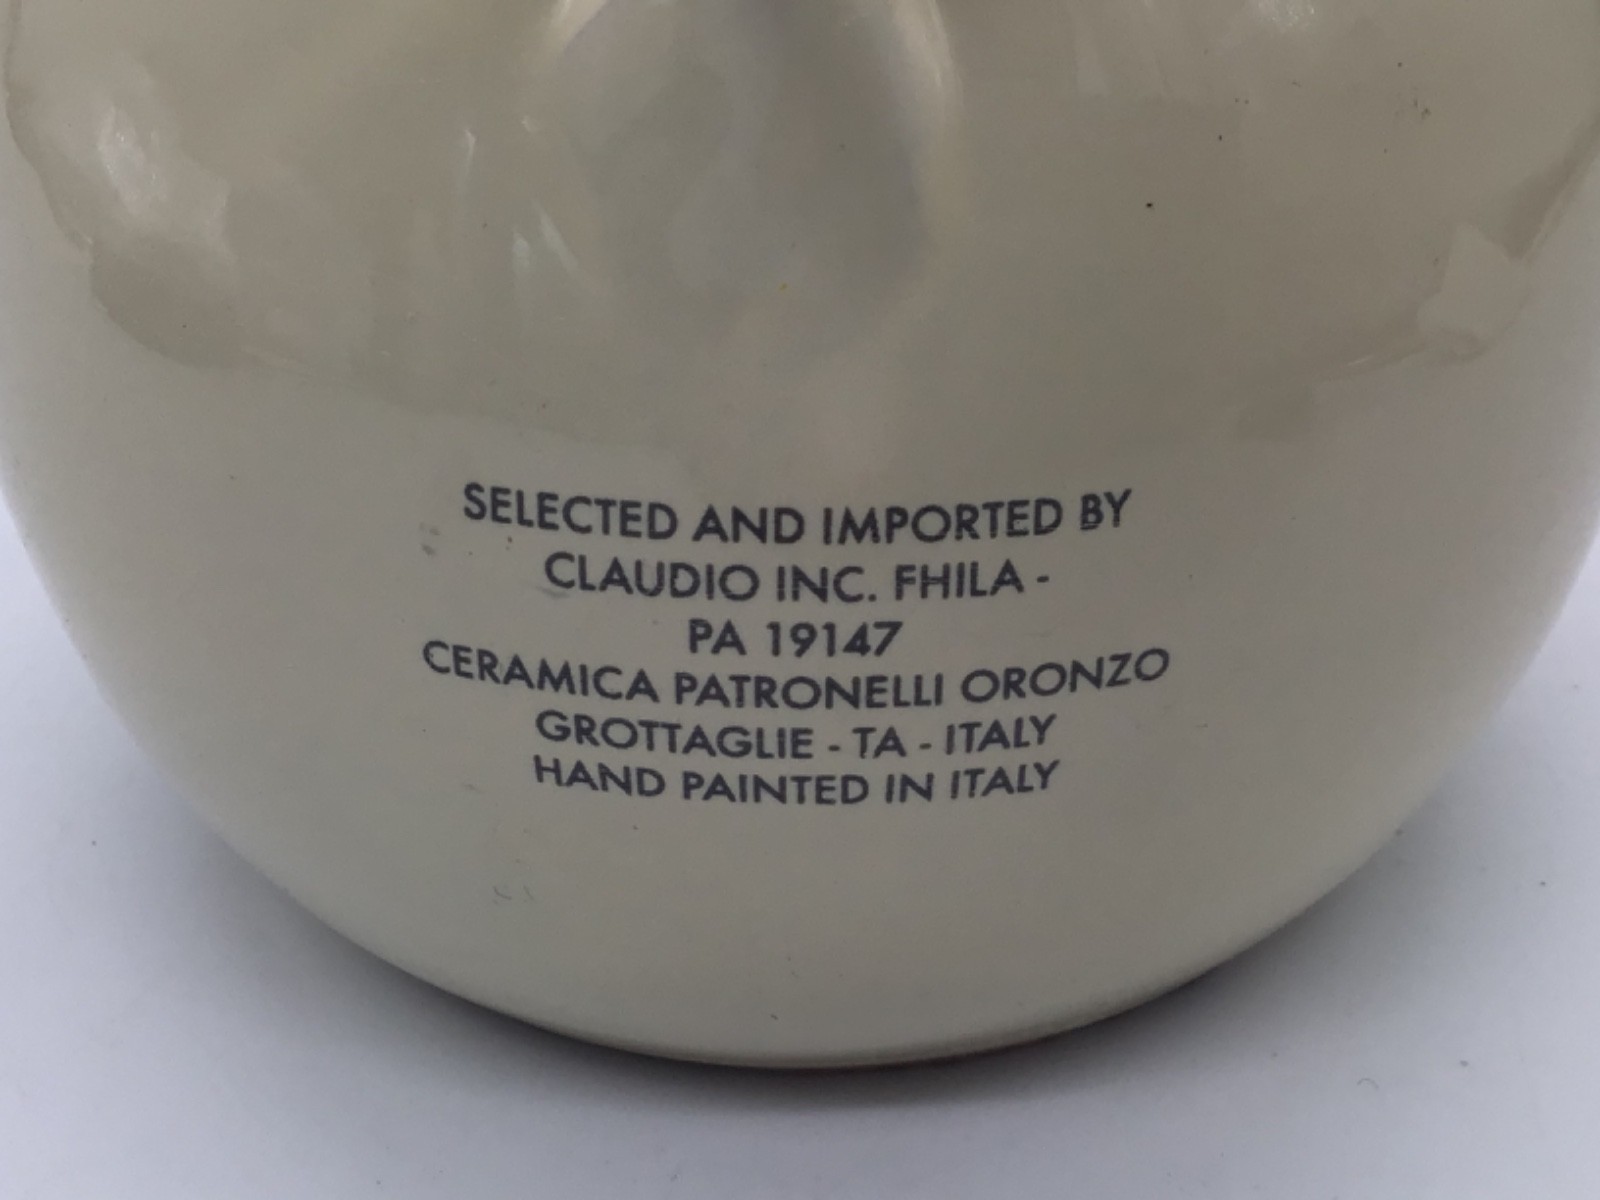 SELECTED AND IMPORTED BY
CLAUDIO INC. FHILA -
PA 19147
CERAMICA PATRONELLI ORONZO
GROTTAGLIE - TA - ITALY
HAND PAINTED IN ITALY